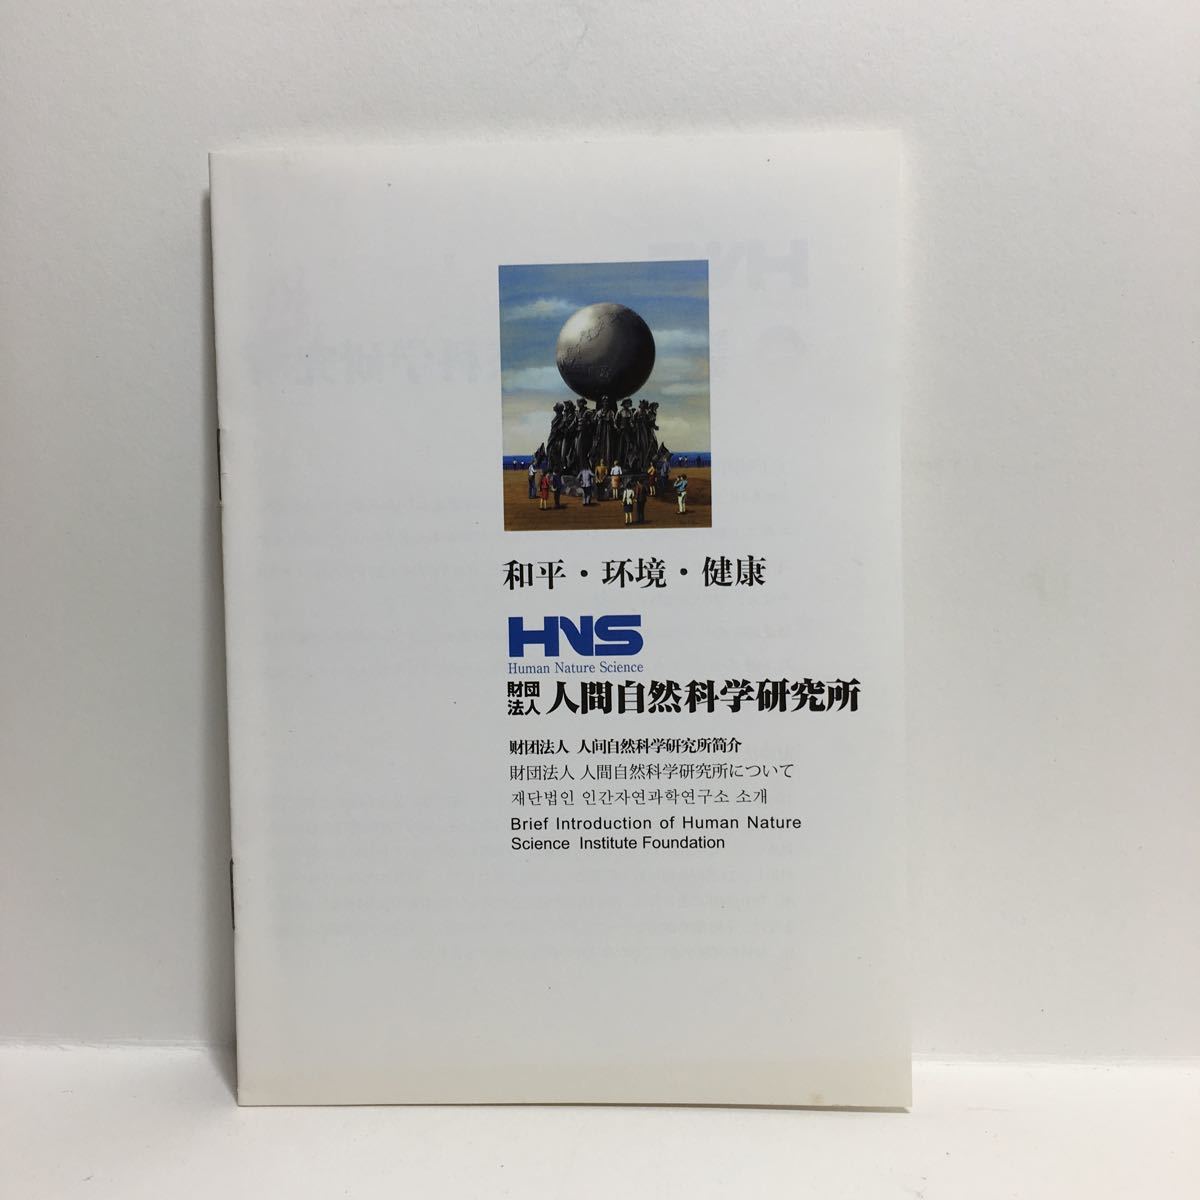 和平・环境・健康
HNS
Human Nature Science
財団法人 人間自然科学研究所
财团法人 人间自然科学研究所简介
財団法人 人間自然科学研究所について
재단법인 인간자연과학연구소 소개
Brief Introduction of Human Nature
Science Institute Foundation